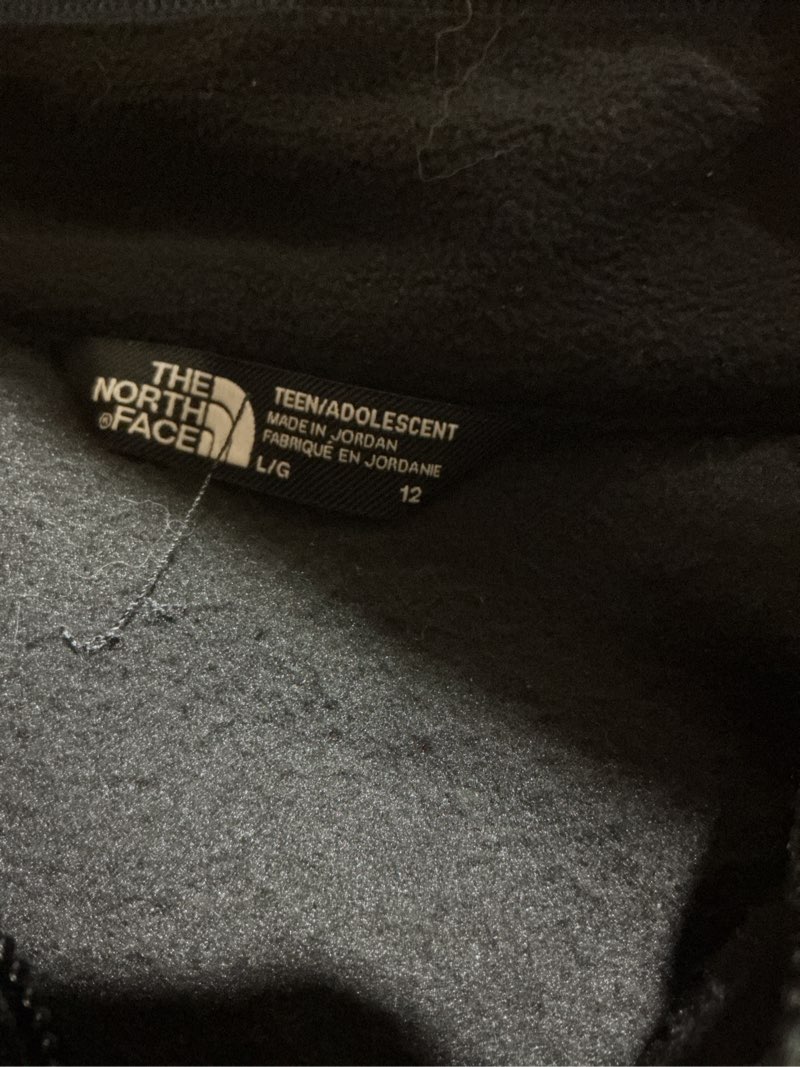 THE
NORTH
®FACE
TEEN/ADOLESCENT
MADE IN JORDAN
FABRIQUÉ EN JORDANIE
L/G
12